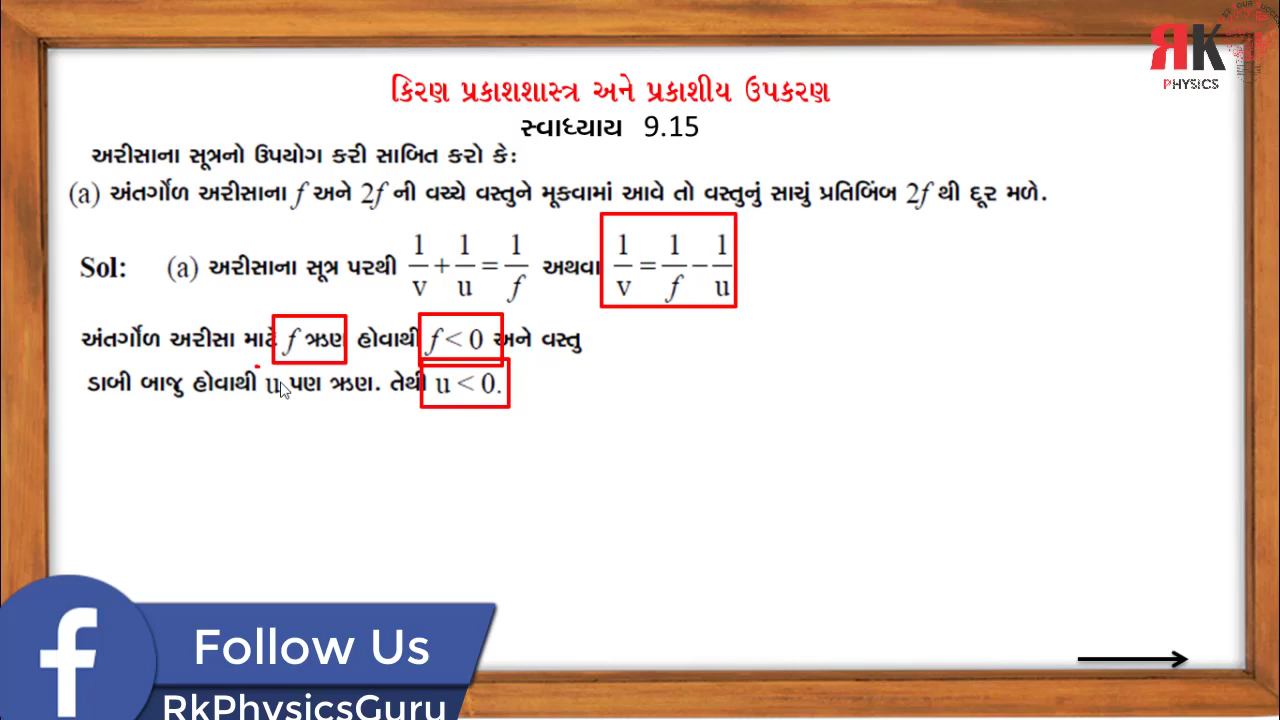 ЯK
PHYSICS
કિરણ પ્રકાશશાસ્ત્ર અને પ્રકાશીય ઉપકરણ
સ્વાધ્યાય 9.15
અરીસાના સૂત્રનો ઉપયોગ કરી સાબિત કરો કે:
(a) અંતર્ગોળ અરીસાના f અને 2f ની વચ્ચે વસ્તુને મૂકવામાં આવે તો વસ્તુનું સાચું પ્રતિબિંબ 2f થી દૂર મળે.
Sol: (a) અરીસાના સૂત્ર પરથી 1/v + 1/u = 1/f અથવા 1/v = 1/f − 1/u
અંતર્ગોળ અરીસા માટે f ઋણ હોવાથી f < 0 અને વસ્તુ
ડાબી બાજુ હોવાથી u પણ ઋણ. તેથી u < 0.
f Follow Us
RkPhysicsGuru